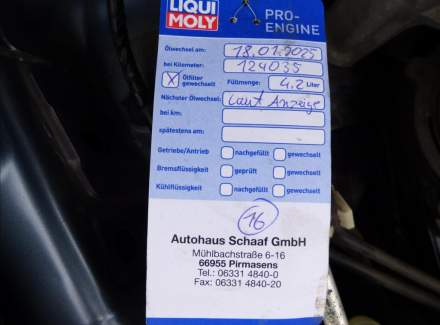 LIQUI
MOLY
PRO-
ENGINE
Ölwechsel am: 18.01.2025
bei Kilometer: 124035
X Ölfilter gewechselt Füllmenge: 4.2 Liter
Nächster Ölwechsel: Laut Anzeige
bei km:
spätestens am:
Getriebe/Antrieb nachgefüllt gewechselt
Bremsflüssigkeit geprüft gewechselt
Kühlflüssigkeit nachgefüllt gewechselt
16
Autohaus Schaaf GmbH
Mühlbachstraße 6-16
66955 Pirmasens
Tel.: 06331 4840-0
Fax: 06331 4840-20